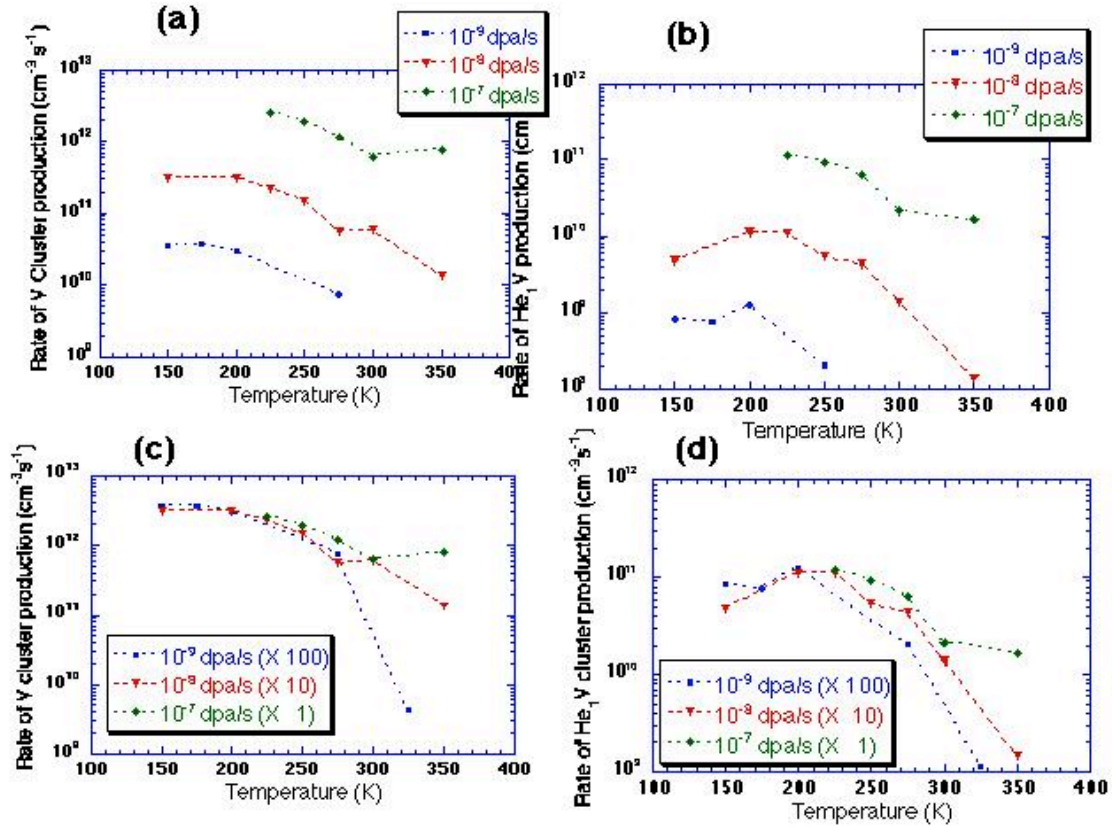 (a)
10⁻⁹ dpa/s
10⁻⁸ dpa/s
10⁻⁷ dpa/s
Rate of V Cluster production (cm⁻³ s⁻¹)
10¹³
10¹²
10¹¹
10¹⁰
10⁹
100 150 200 250 300 350 400
Temperature (K)
(b)
10⁻⁹ dpa/s
10⁻⁸ dpa/s
10⁻⁷ dpa/s
Rate of He₁ V production (cm
10¹²
10¹¹
10¹⁰
10⁹
10⁸
100 150 200 250 300 350 400
Temperature (K)
(c)
Rate of V cluster production (cm⁻³s⁻¹)
10¹³
10¹²
10¹¹
10¹⁰
10⁹
10⁻⁹ dpa/s (X 100)
10⁻⁸ dpa/s (X 10)
10⁻⁷ dpa/s (X 1)
100 150 200 250 300 350 400
Temperature (K)
(d)
Rate of He₁ V cluster production (cm⁻³s⁻¹)
10¹²
10¹¹
10¹⁰
10⁹
10⁻⁹ dpa/s (X 100)
10⁻⁸ dpa/s (X 10)
10⁻⁷ dpa/s (X 1)
100 150 200 250 300 350 400
Temperature (K)